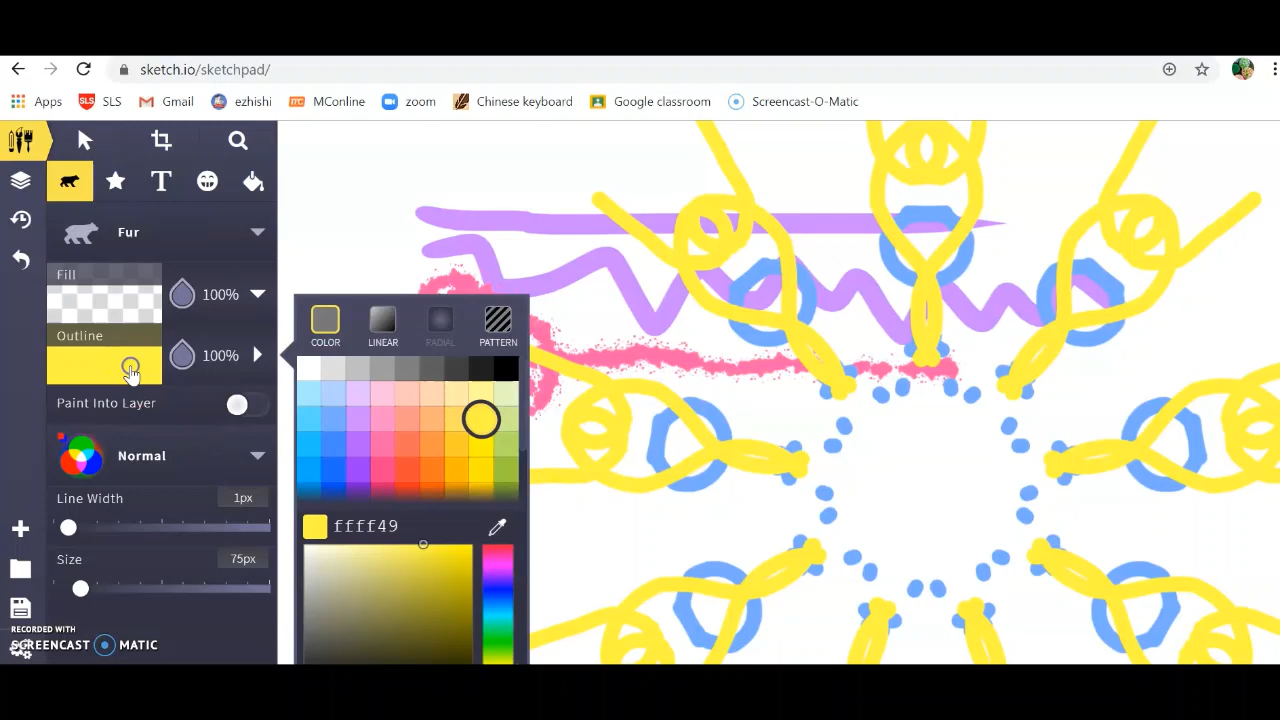 sketch.io/sketchpad/
Apps SLS SLS Gmail ezhishi MC MConline zoom Chinese keyboard Google classroom Screencast-O-Matic
T
Fur
Fill
100%
Outline
100%
Paint Into Layer
Normal
Line Width 1px
Size 75px
COLOR LINEAR RADIAL PATTERN
ffff49
RECORDED WITH
SCREENCAST MATIC